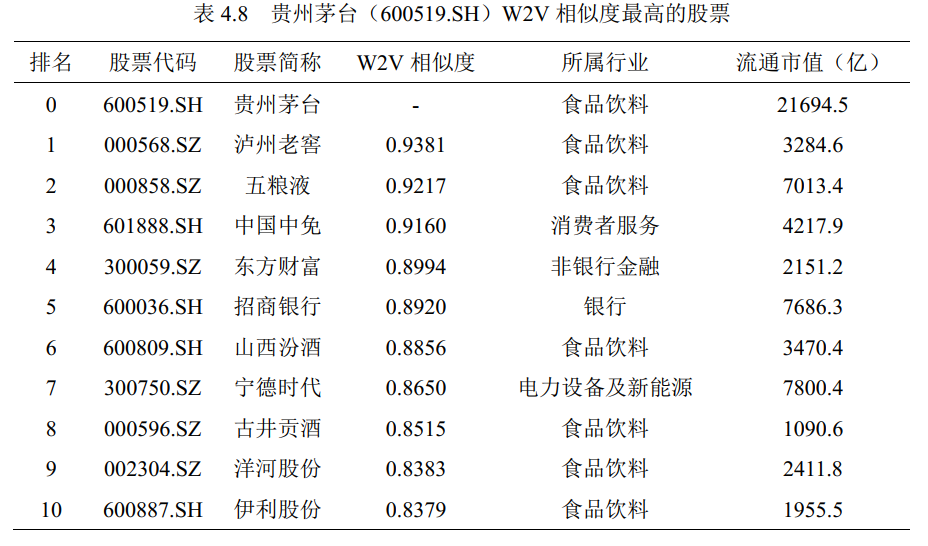 表 4.8 贵州茅台（600519.SH）W2V 相似度最高的股票
排名 股票代码 股票简称 W2V 相似度 所属行业 流通市值（亿）
0 600519.SH 贵州茅台 - 食品饮料 21694.5
1 000568.SZ 泸州老窖 0.9381 食品饮料 3284.6
2 000858.SZ 五粮液 0.9217 食品饮料 7013.4
3 601888.SH 中国中免 0.9160 消费者服务 4217.9
4 300059.SZ 东方财富 0.8994 非银行金融 2151.2
5 600036.SH 招商银行 0.8920 银行 7686.3
6 600809.SH 山西汾酒 0.8856 食品饮料 3470.4
7 300750.SZ 宁德时代 0.8650 电力设备及新能源 7800.4
8 000596.SZ 古井贡酒 0.8515 食品饮料 1090.6
9 002304.SZ 洋河股份 0.8383 食品饮料 2411.8
10 600887.SH 伊利股份 0.8379 食品饮料 1955.5